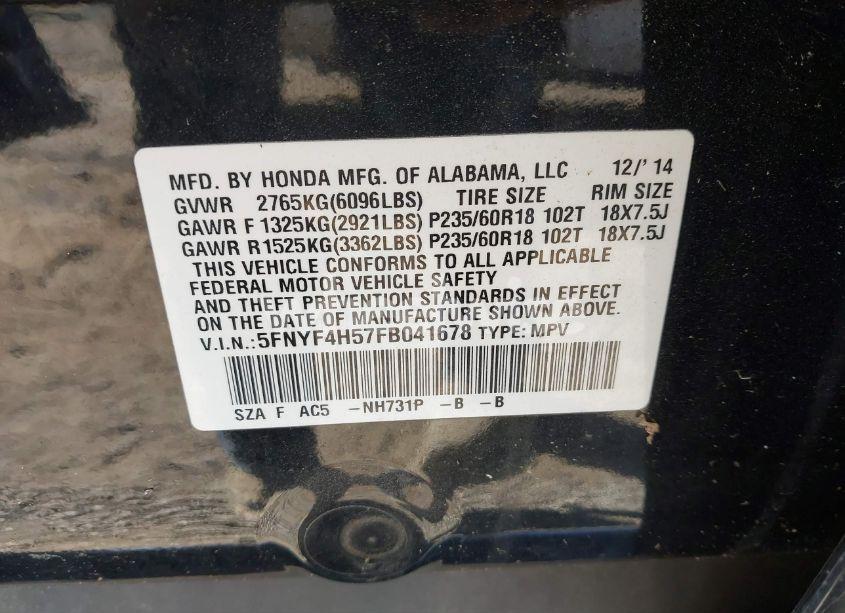 MFD. BY HONDA MFG. OF ALABAMA, LLC 12/' 14
GVWR 2765KG(6096LBS) TIRE SIZE RIM SIZE
GAWR F 1325KG(2921LBS) P235/60R18 102T 18X7.5J
GAWR R1525KG(3362LBS) P235/60R18 102T 18X7.5J
THIS VEHICLE CONFORMS TO ALL APPLICABLE
FEDERAL MOTOR VEHICLE SAFETY
AND THEFT PREVENTION STANDARDS IN EFFECT
ON THE DATE OF MANUFACTURE SHOWN ABOVE.
V.I.N.:5FNYF4H57FB041678 TYPE: MPV
SZA F AC5 -NH731P -B -B